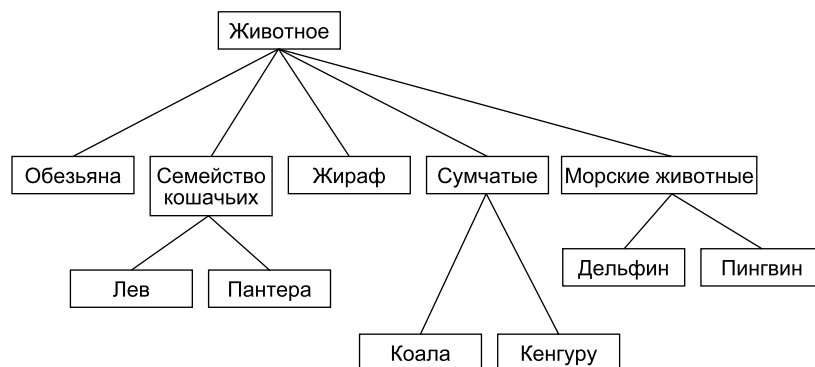 Животное
Обезьяна
Семейство
кошачьих
Жираф
Сумчатые
Морские животные
Лев
Пантера
Дельфин
Пингвин
Коала
Кенгуру